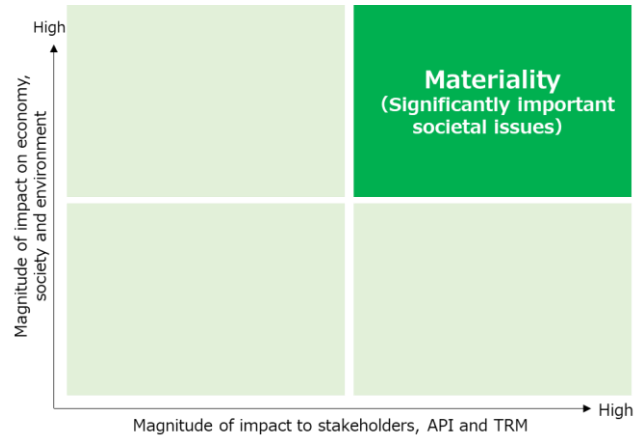 High
Magnitude of impact on economy,
society and environment
Materiality
(Significantly important
societal issues)
High
Magnitude of impact to stakeholders, API and TRM